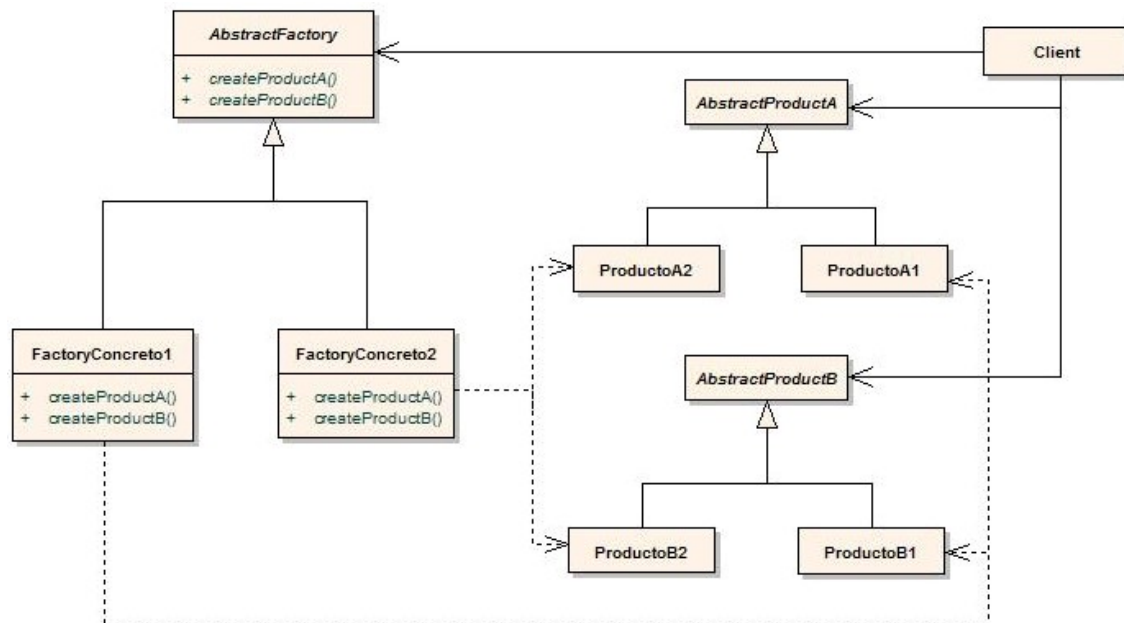 AbstractFactory
+ createProductA()
+ createProductB()
Client
AbstractProductA
ProductoA2
ProductoA1
FactoryConcreto1
+ createProductA()
+ createProductB()
FactoryConcreto2
+ createProductA()
+ createProductB()
AbstractProductB
ProductoB2
ProductoB1